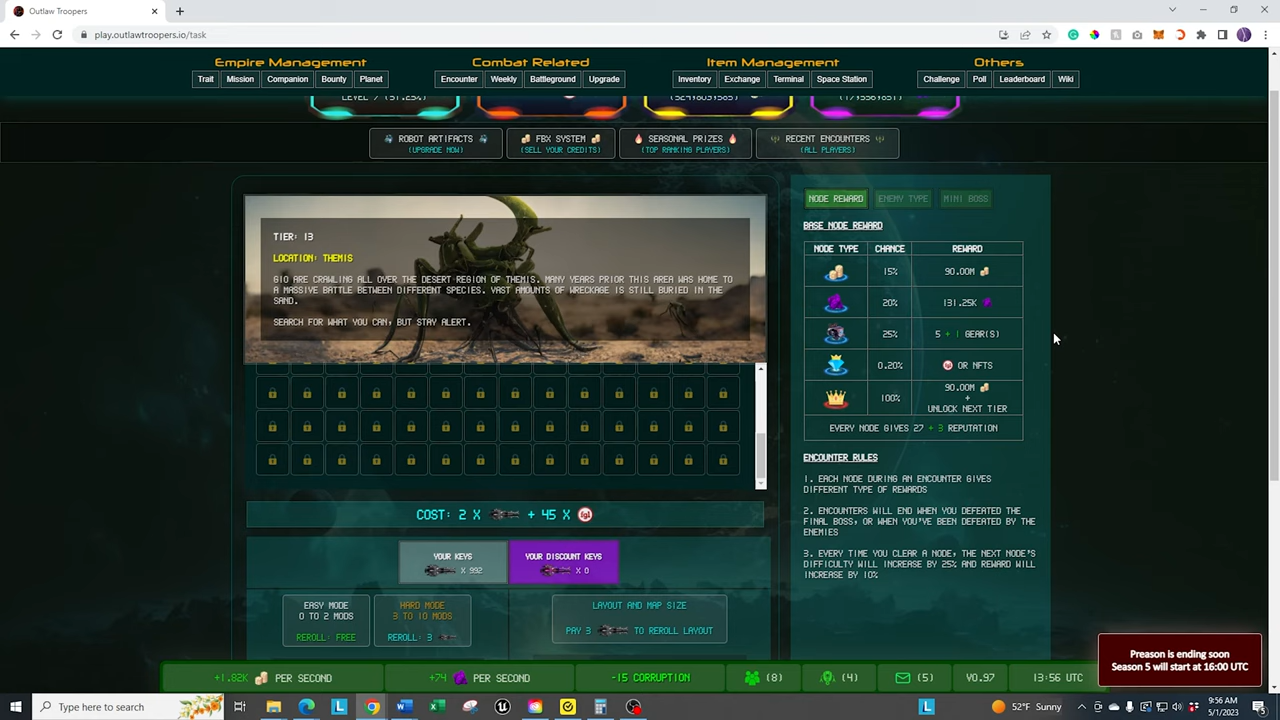 Outlaw Troopers
play.outlawtroopers.io/task
Empire Management
Combat Related
Item Management
Others
Trait
Mission
Companion
Bounty
Planet
Encounter
Weekly
Battleground
Upgrade
Inventory
Exchange
Terminal
Space Station
Challenge
Poll
Leaderboard
Wiki
ROBOT ARTIFACTS
(UPGRADE NOW)
FBX SYSTEM
(SELL YOUR CREDITS)
SEASONAL PRIZES
(TOP RANKING PLAYERS)
RECENT ENCOUNTERS
(ALL PLAYERS)
TIER: 13
LOCATION: THEMIS
GIG ARE CRAWLING ALL OVER THE DESERT REGION OF THEMIS. MANY YEARS PRIOR THIS AREA WAS HOME TO
A MASSIVE BATTLE BETWEEN DIFFERENT SPECIES. VAST AMOUNTS OF WRECKAGE IS STILL BURIED IN THE
SAND.
SEARCH FOR WHAT YOU CAN, BUT STAY ALERT.
COST: 2 X + 45 X
YOUR KEYS
X 992
YOUR DISCOUNT KEYS
X 0
EASY MODE
0 TO 2 MODS
REROLL: FREE
HARD MODE
3 TO 10 MODS
REROLL: 3
LAYOUT AND MAP SIZE
PAY 3 TO REROLL LAYOUT
NODE REWARD
ENEMY TYPE
MINI BOSS
BASE NODE REWARD
NODE TYPE CHANCE REWARD
15% 90.00M
20% 131.25K
25% 5 + 1 GEAR(S)
0.20% OR NFTS
100% 90.00M
+
UNLOCK NEXT TIER
EVERY NODE GIVES 27 + 3 REPUTATION
ENCOUNTER RULES
1. EACH NODE DURING AN ENCOUNTER GIVES
DIFFERENT TYPE OF REWARDS
2. ENCOUNTERS WILL END WHEN YOU DEFEATED THE
FINAL BOSS, OR WHEN YOU'VE BEEN DEFEATED BY THE
ENEMIES
3. EVERY TIME YOU CLEAR A NODE, THE NEXT NODE'S
DIFFICULTY WILL INCREASE BY 25% AND REWARD WILL
INCREASE BY 10%
Preason is ending soon
Season 5 will start at 16:00 UTC
+1.82K PER SECOND
+74 PER SECOND
-15 CORRUPTION
(8)
(4)
(5)
V0.97
13:56 UTC
Type here to search
52°F Sunny
9:56 AM
5/1/2023